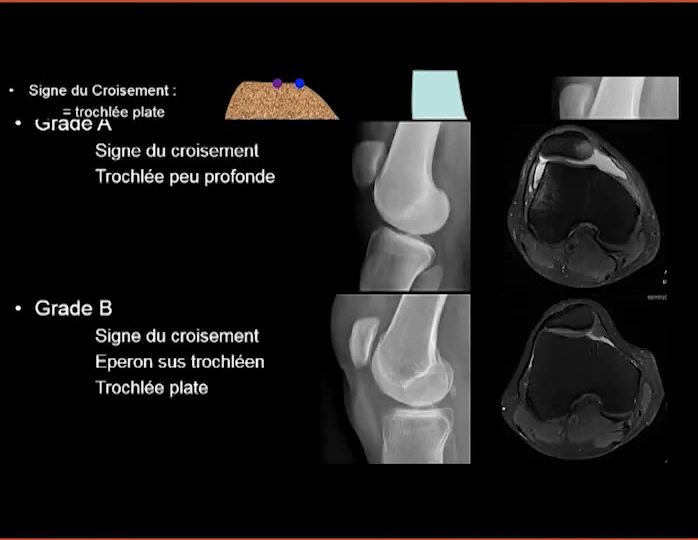 • Signe du Croisement :
= trochlée plate
• Grade A
Signe du croisement
Trochlée peu profonde
• Grade B
Signe du croisement
Eperon sus trochléen
Trochlée plate